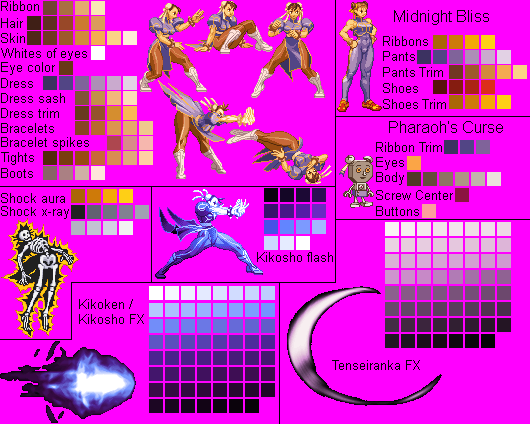 Ribbon
Hair
Skin
Whites of eyes
Eye color
Dress
Dress sash
Dress trim
Bracelets
Bracelet spikes
Tights
Boots
Midnight Bliss
Ribbons
Pants
Pants Trim
Shoes
Shoes Trim
Pharaoh's Curse
Ribbon Trim
Eyes
Body
Screw Center
Buttons
Shock aura
Shock x-ray
Kikosho flash
Kikoken /
Kikosho FX
Tenseiranka FX